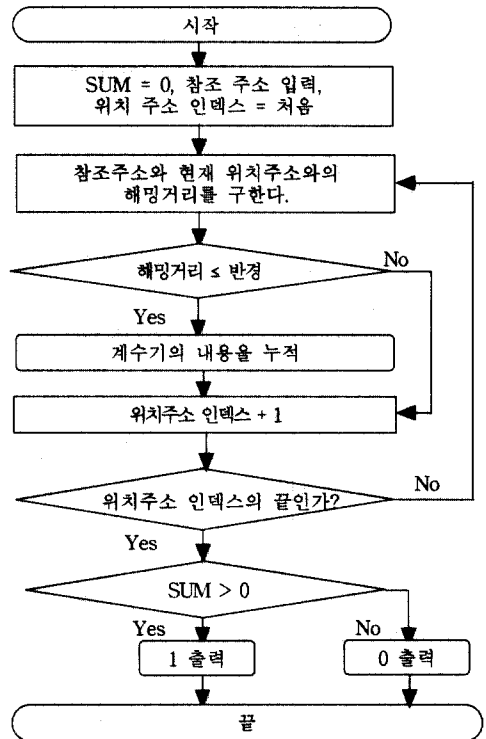 시작
SUM = 0, 참조 주소 입력,
위치 주소 인덱스 = 처음
참조주소와 현재 위치주소와의
해밍거리를 구한다.
해밍거리 ≤ 반경
No
Yes
계수기의 내용을 누적
위치주소 인덱스 + 1
위치주소 인덱스의 끝인가?
No
Yes
SUM > 0
Yes
No
1 출력
0 출력
끝